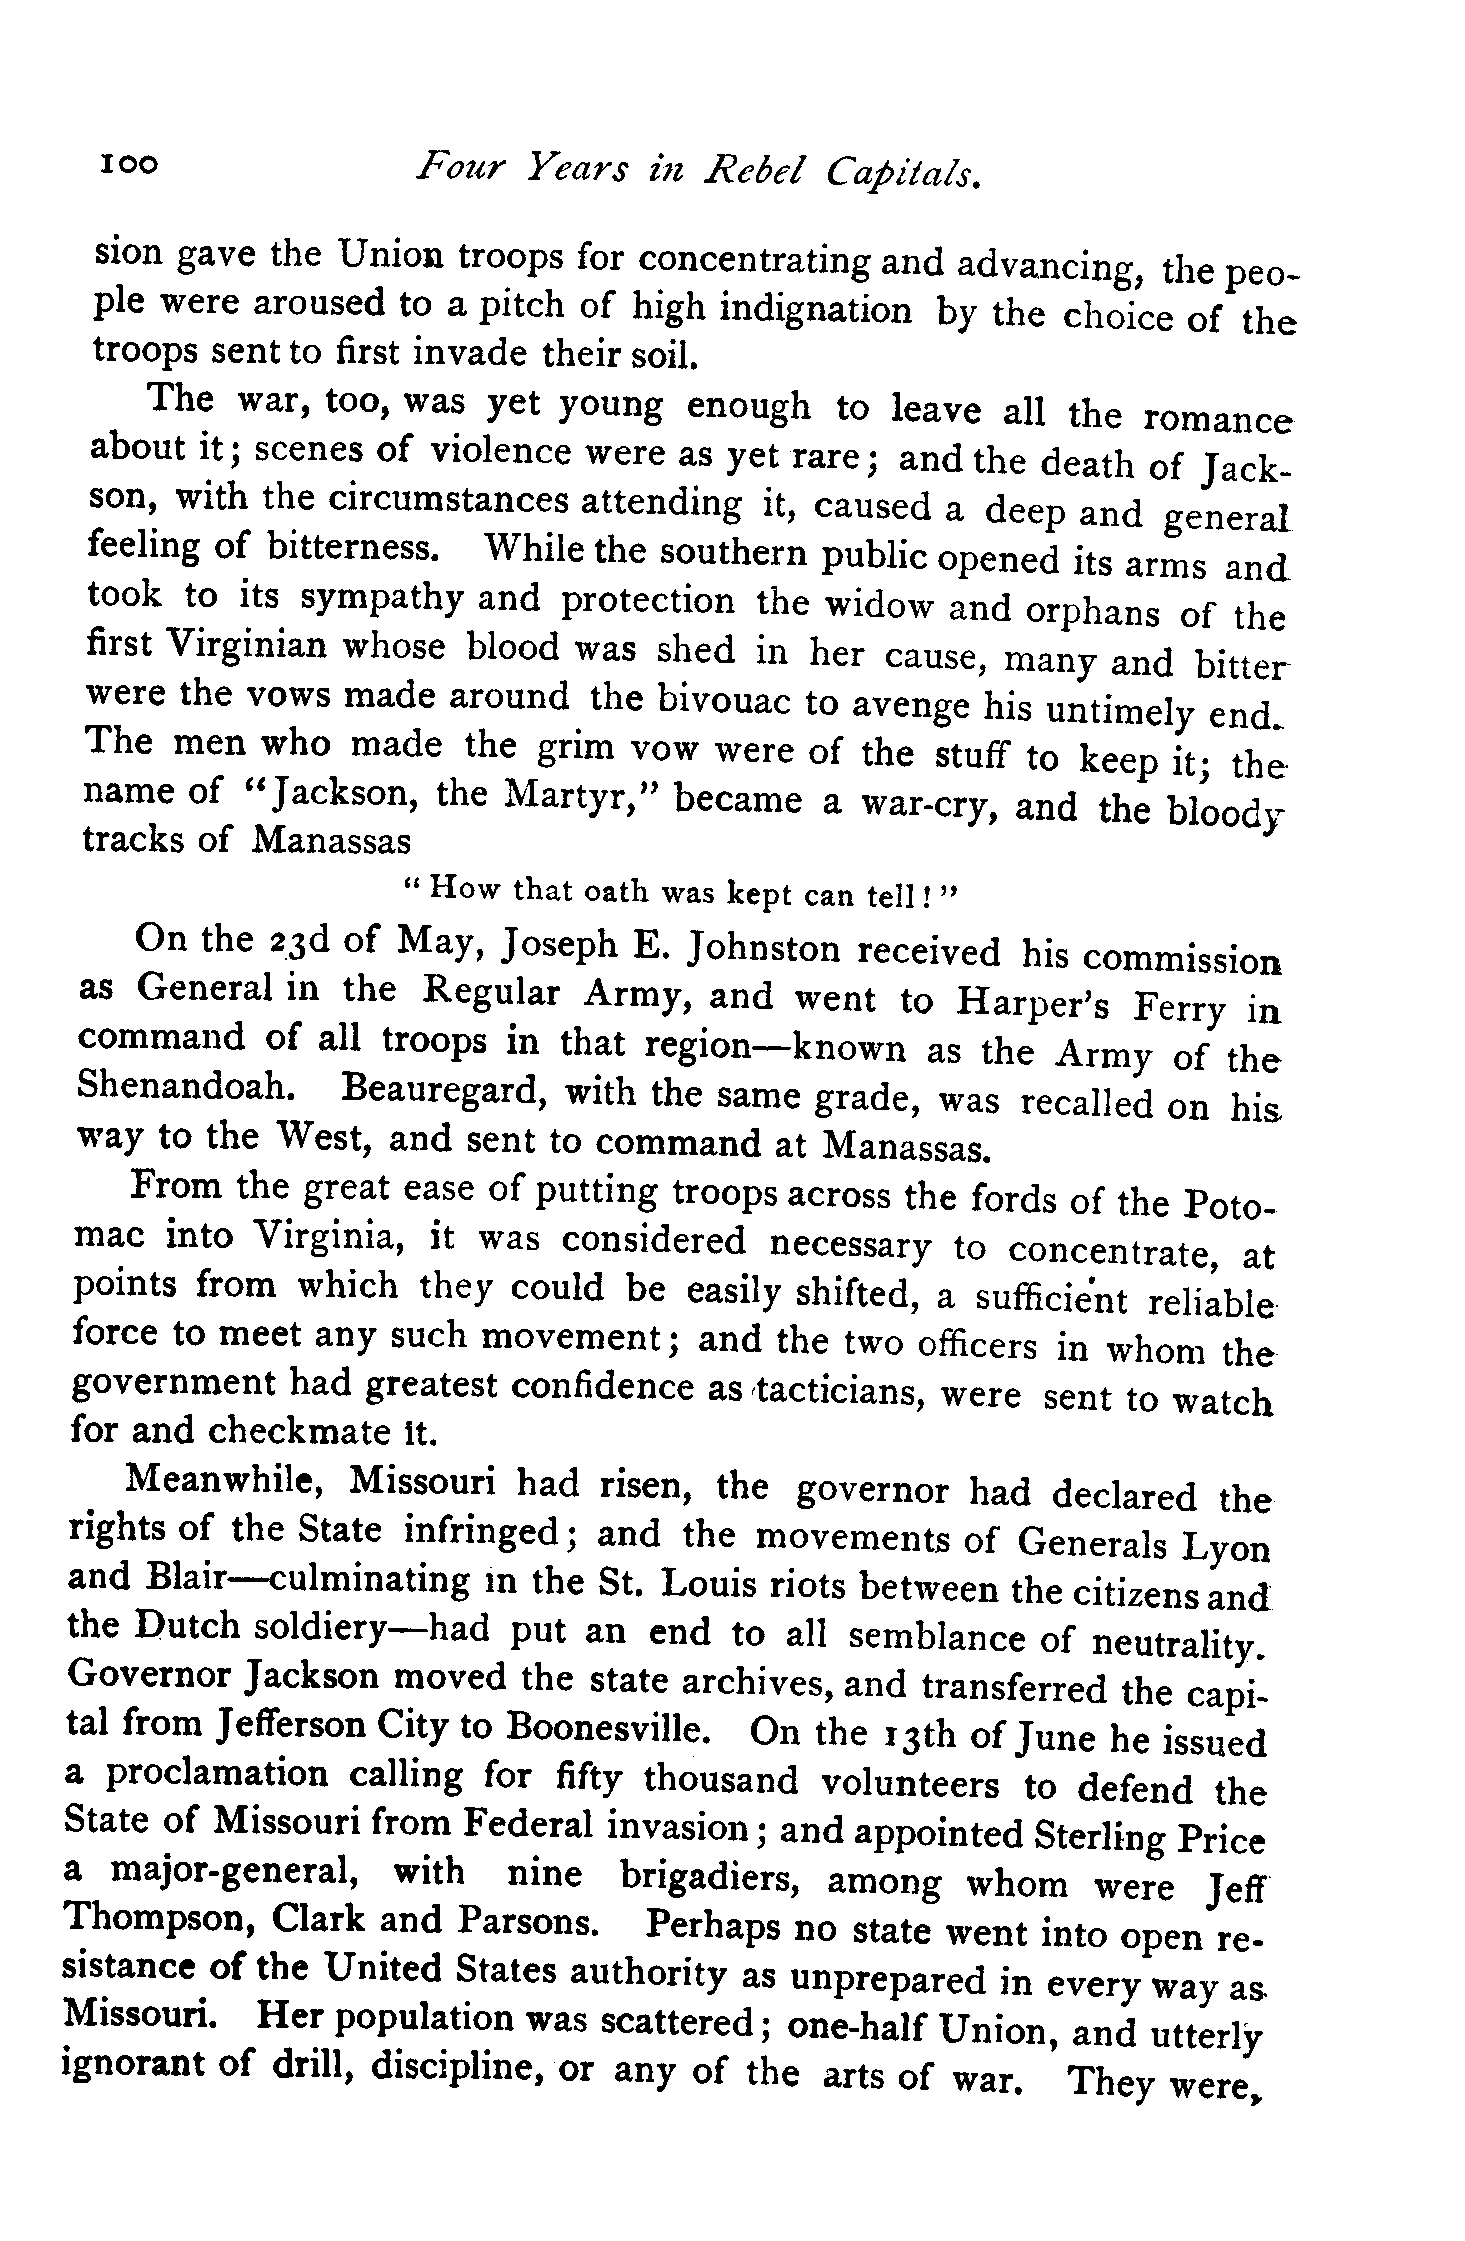 100 Four Years in Rebel Capitals.
sion gave the Union troops for concentrating and advancing, the peo-
ple were aroused to a pitch of high indignation by the choice of the
troops sent to first invade their soil.
The war, too, was yet young enough to leave all the romance
about it; scenes of violence were as yet rare; and the death of Jack-
son, with the circumstances attending it, caused a deep and general
feeling of bitterness. While the southern public opened its arms and
took to its sympathy and protection the widow and orphans of the
first Virginian whose blood was shed in her cause, many and bitter
were the vows made around the bivouac to avenge his untimely end.
The men who made the grim vow were of the stuff to keep it; the
name of "Jackson, the Martyr," became a war-cry, and the bloody
tracks of Manassas
"How that oath was kept can tell!"
On the 23d of May, Joseph E. Johnston received his commission
as General in the Regular Army, and went to Harper's Ferry in
command of all troops in that region—known as the Army of the
Shenandoah. Beauregard, with the same grade, was recalled on his
way to the West, and sent to command at Manassas.
From the great ease of putting troops across the fords of the Poto-
mac into Virginia, it was considered necessary to concentrate, at
points from which they could be easily shifted, a sufficient reliable
force to meet any such movement; and the two officers in whom the
government had greatest confidence as tacticians, were sent to watch
for and checkmate it.
Meanwhile, Missouri had risen, the governor had declared the
rights of the State infringed; and the movements of Generals Lyon
and Blair—culminating in the St. Louis riots between the citizens and
the Dutch soldiery—had put an end to all semblance of neutrality.
Governor Jackson moved the state archives, and transferred the capi-
tal from Jefferson City to Boonesville. On the 13th of June he issued
a proclamation calling for fifty thousand volunteers to defend the
State of Missouri from Federal invasion; and appointed Sterling Price
a major-general, with nine brigadiers, among whom were Jeff
Thompson, Clark and Parsons. Perhaps no state went into open re-
sistance of the United States authority as unprepared in every way as
Missouri. Her population was scattered; one-half Union, and utterly
ignorant of drill, discipline, or any of the arts of war. They were,